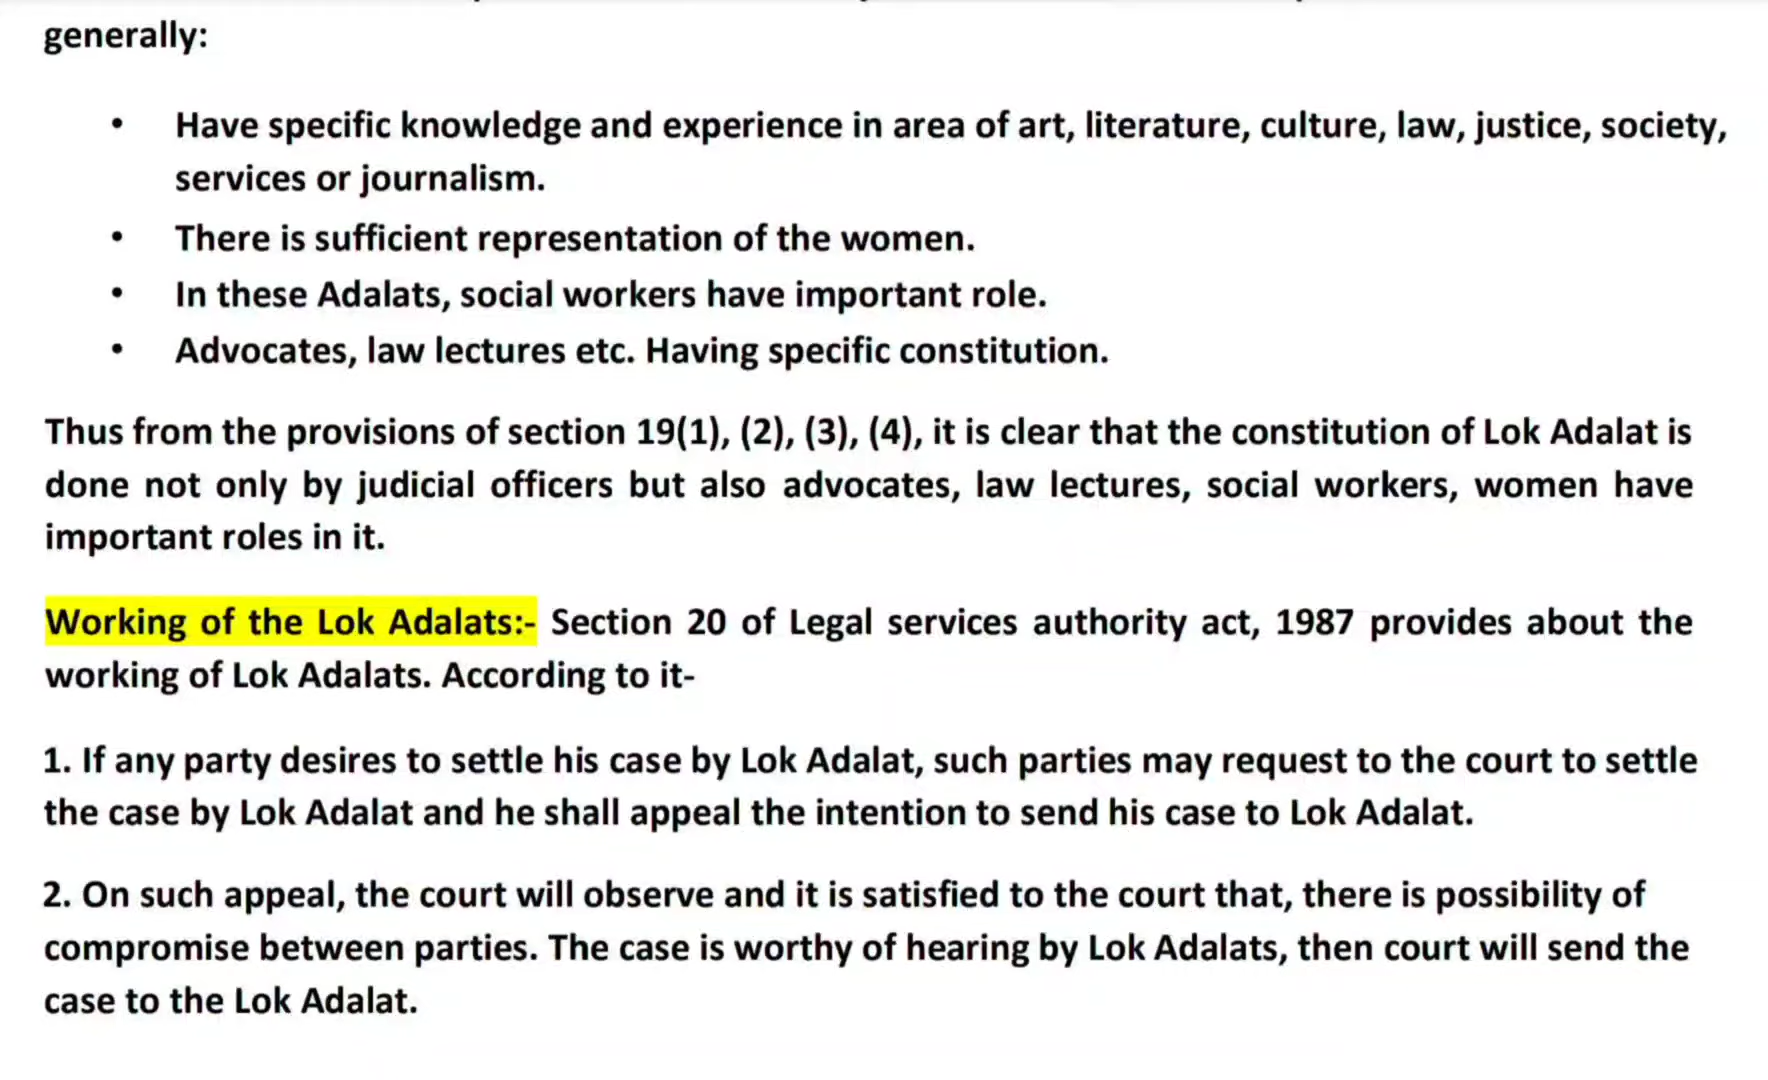 generally:
• Have specific knowledge and experience in area of art, literature, culture, law, justice, society,
services or journalism.
• There is sufficient representation of the women.
• In these Adalats, social workers have important role.
• Advocates, law lectures etc. Having specific constitution.
Thus from the provisions of section 19(1), (2), (3), (4), it is clear that the constitution of Lok Adalat is
done not only by judicial officers but also advocates, law lectures, social workers, women have
important roles in it.
Working of the Lok Adalats:- Section 20 of Legal services authority act, 1987 provides about the
working of Lok Adalats. According to it-
1. If any party desires to settle his case by Lok Adalat, such parties may request to the court to settle
the case by Lok Adalat and he shall appeal the intention to send his case to Lok Adalat.
2. On such appeal, the court will observe and it is satisfied to the court that, there is possibility of
compromise between parties. The case is worthy of hearing by Lok Adalats, then court will send the
case to the Lok Adalat.